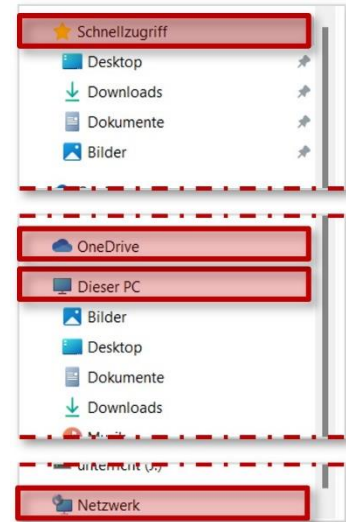 Schnellzugriff
Desktop
Downloads
Dokumente
Bilder
OneDrive
Dieser PC
Bilder
Desktop
Dokumente
Downloads
Netzwerk